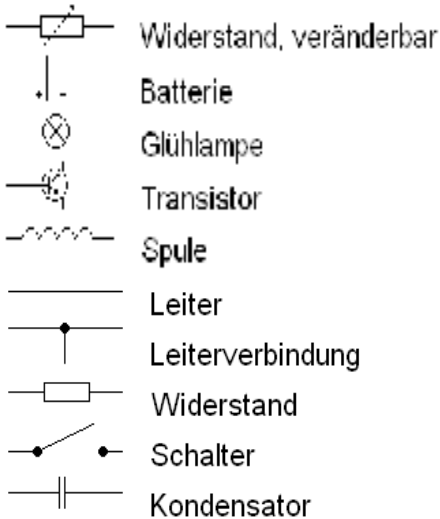 Widerstand, veränderbar
Batterie
+ -
Glühlampe
Transistor
Spule
Leiter
Leiterverbindung
Widerstand
Schalter
Kondensator